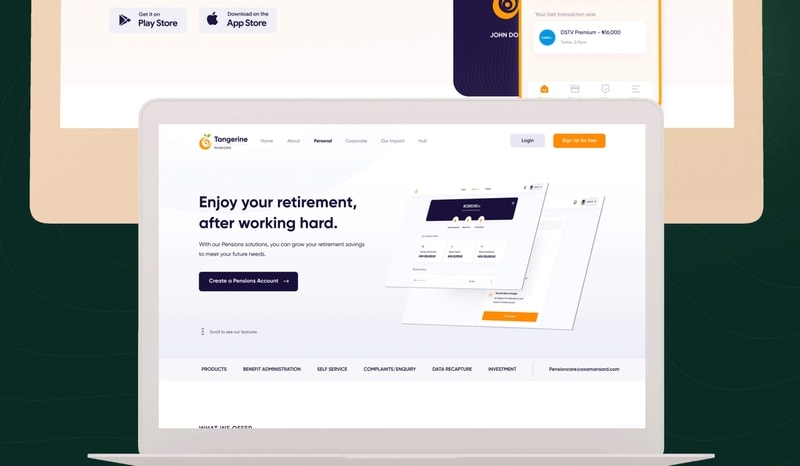 Get it on
Play Store
Download on the
App Store
JOHN DO
Your last transaction was
DSTV Premium - ₦16,000
Today, 2:15pm
Tangerine
PENSIONS
Home
About
Personal
Corporate
Our Impact
Hub
Login
Sign Up for free
Enjoy your retirement,
after working hard.
With our Pensions solutions, you can grow your retirement savings
to meet your future needs.
Create a Pensions Account →
Scroll to see our features
PRODUCTS
BENEFIT ADMINISTRATION
SELF SERVICE
COMPLAINTS/ENQUIRY
DATA RECAPTURE
INVESTMENT
Pensioncare@axamansard.com
WHAT WE OFFER